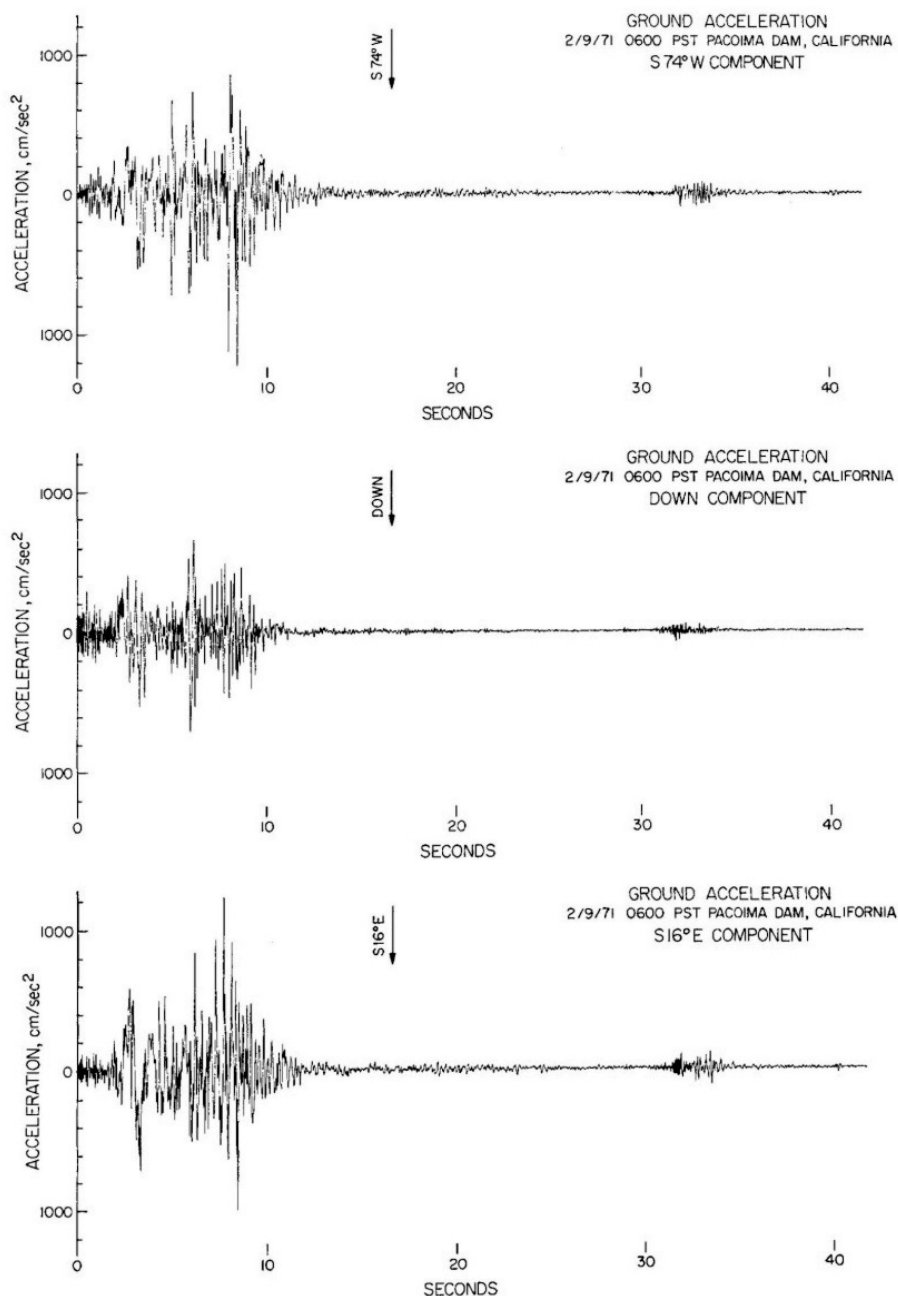 GROUND ACCELERATION
2/9/71 0600 PST PACOIMA DAM, CALIFORNIA
S 74° W COMPONENT
S 74° W
ACCELERATION, cm/sec²
1000
0
1000
0 10 20 30 40
SECONDS
GROUND ACCELERATION
2/9/71 0600 PST PACOIMA DAM, CALIFORNIA
DOWN COMPONENT
DOWN
ACCELERATION, cm/sec²
1000
0
1000
0 10 20 30 40
SECONDS
GROUND ACCELERATION
2/9/71 0600 PST PACOIMA DAM, CALIFORNIA
S16°E COMPONENT
S16°E
ACCELERATION, cm/sec²
1000
0
1000
0 10 20 30 40
SECONDS